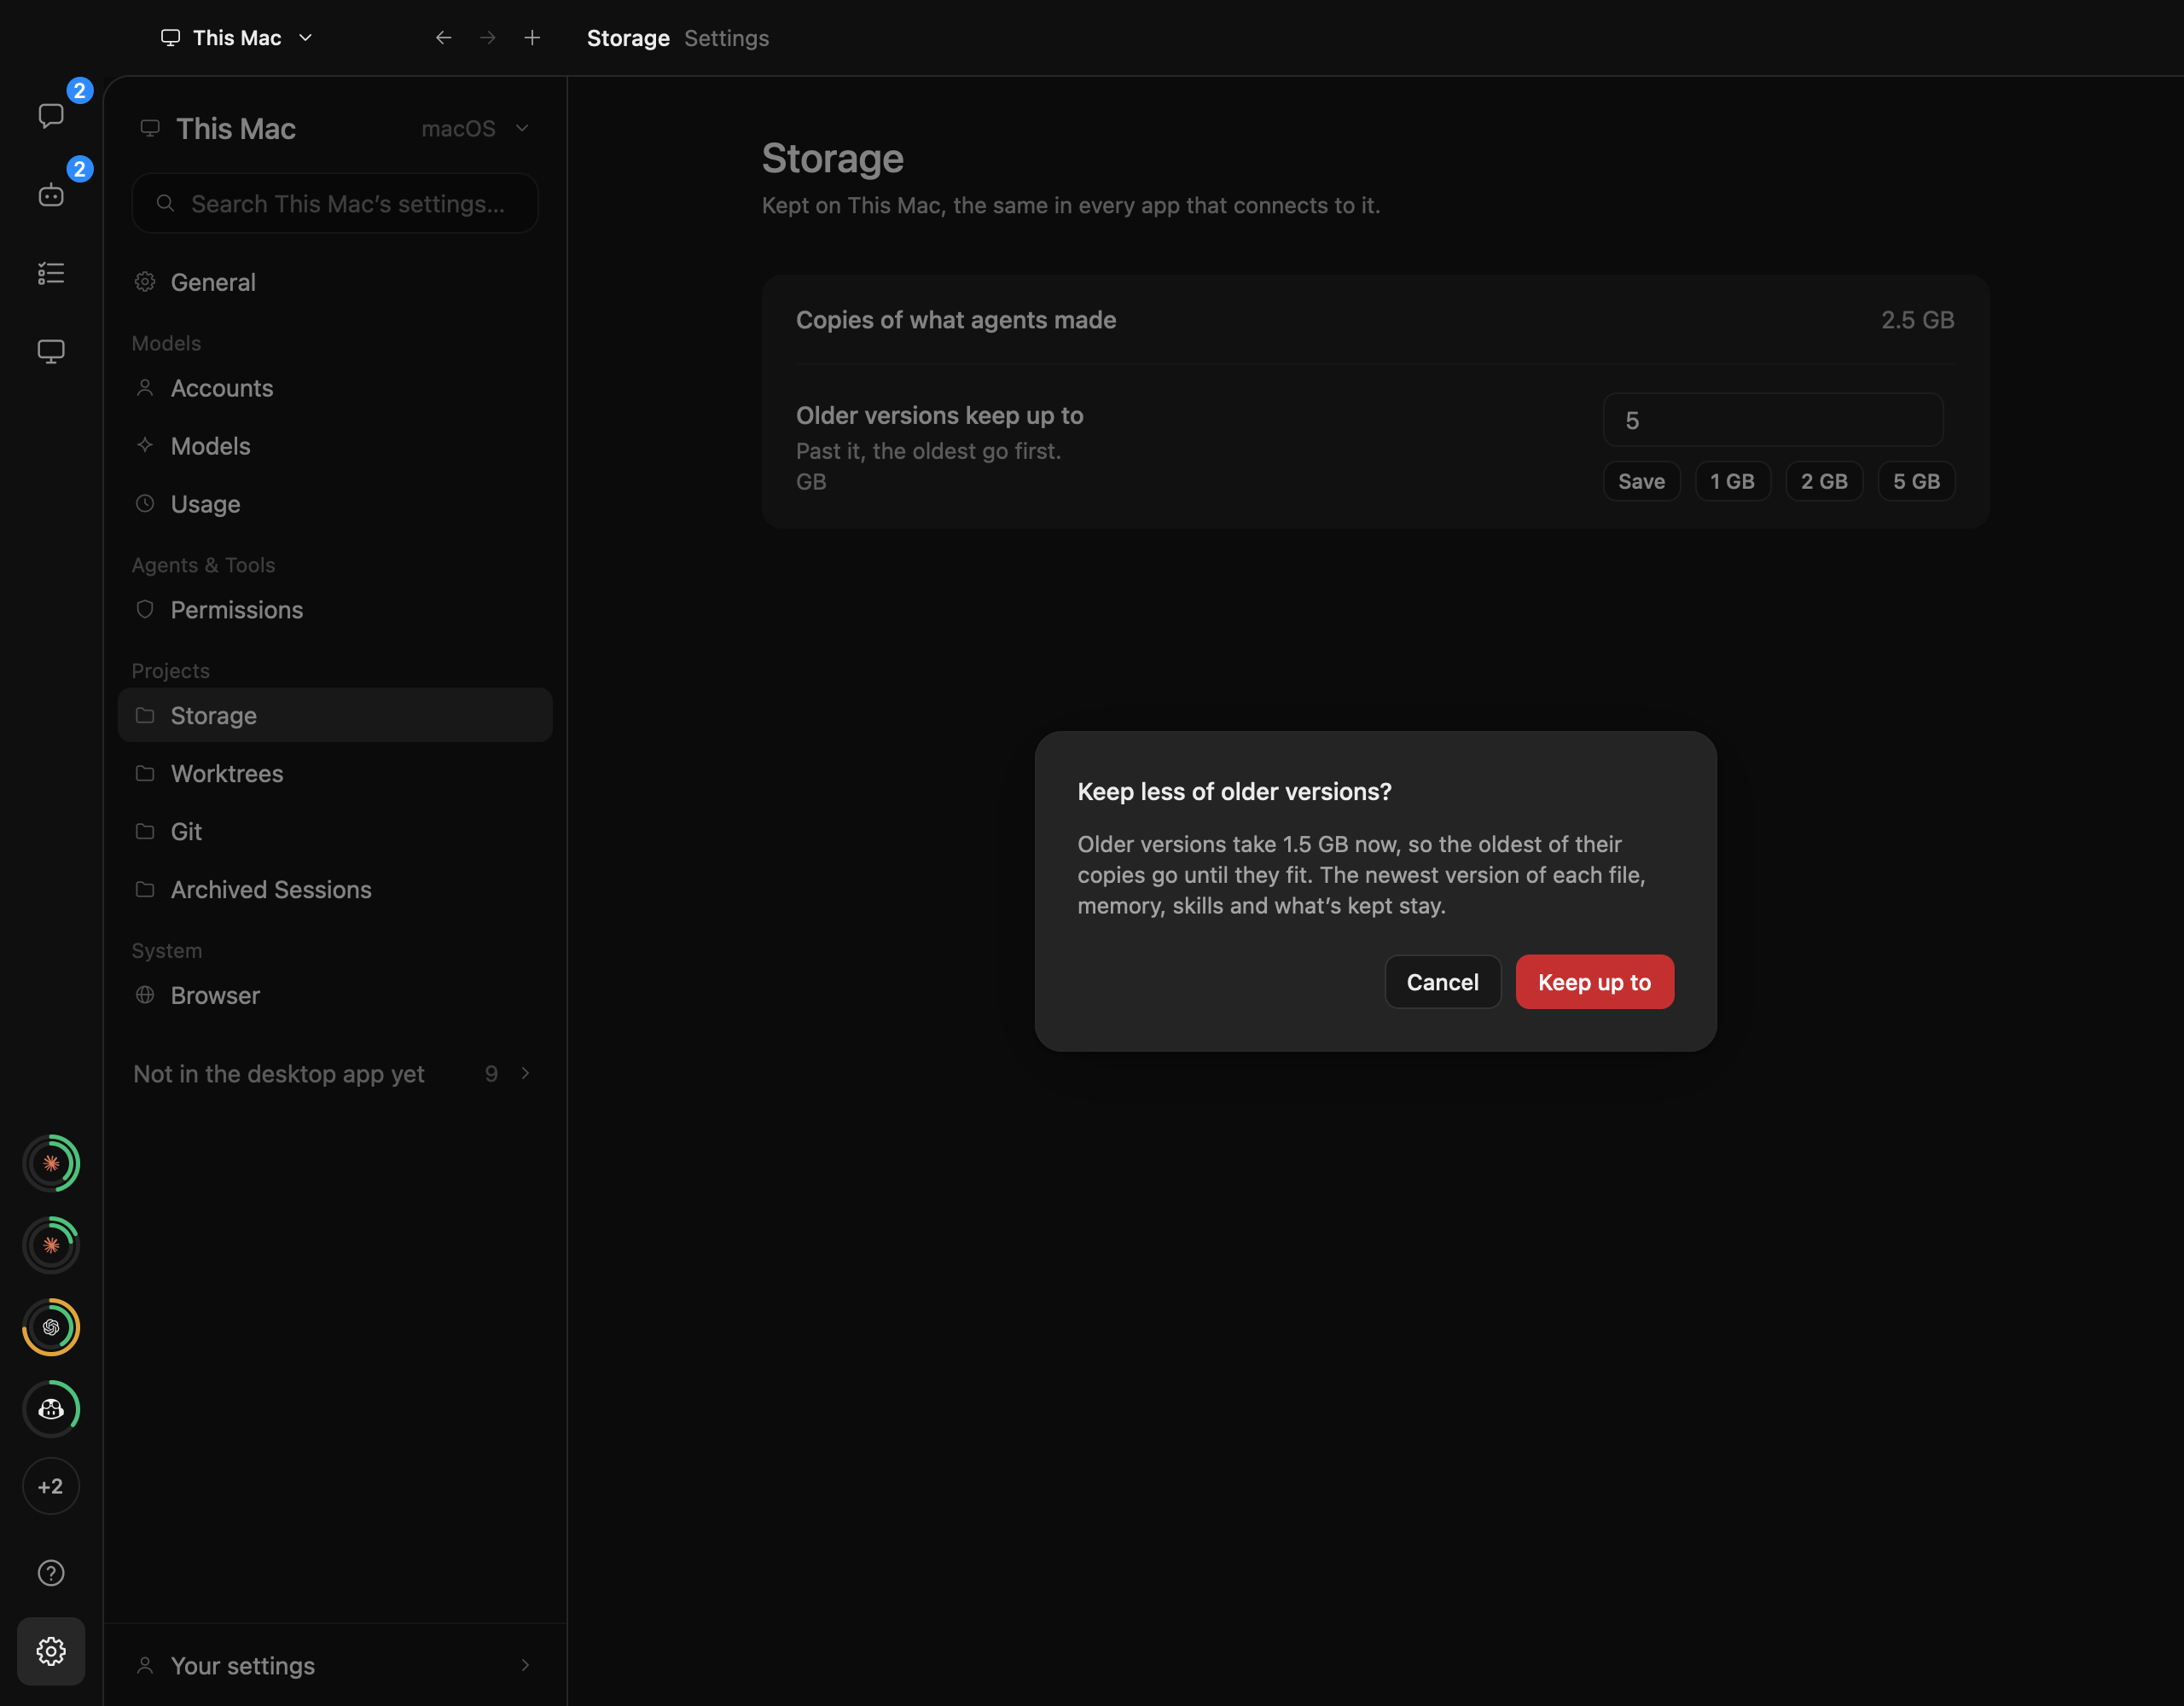 This Mac
Storage Settings
2
2
This Mac macOS
Search This Mac’s settings...
General
Models
Accounts
Models
Usage
Agents & Tools
Permissions
Projects
Storage
Worktrees
Git
Archived Sessions
System
Browser
Not in the desktop app yet 9
+2
Your settings
Storage
Kept on This Mac, the same in every app that connects to it.
Copies of what agents made 2.5 GB
Older versions keep up to
Past it, the oldest go first.
GB
5
Save 1 GB 2 GB 5 GB
Keep less of older versions?
Older versions take 1.5 GB now, so the oldest of their
copies go until they fit. The newest version of each file,
memory, skills and what’s kept stay.
Cancel Keep up to